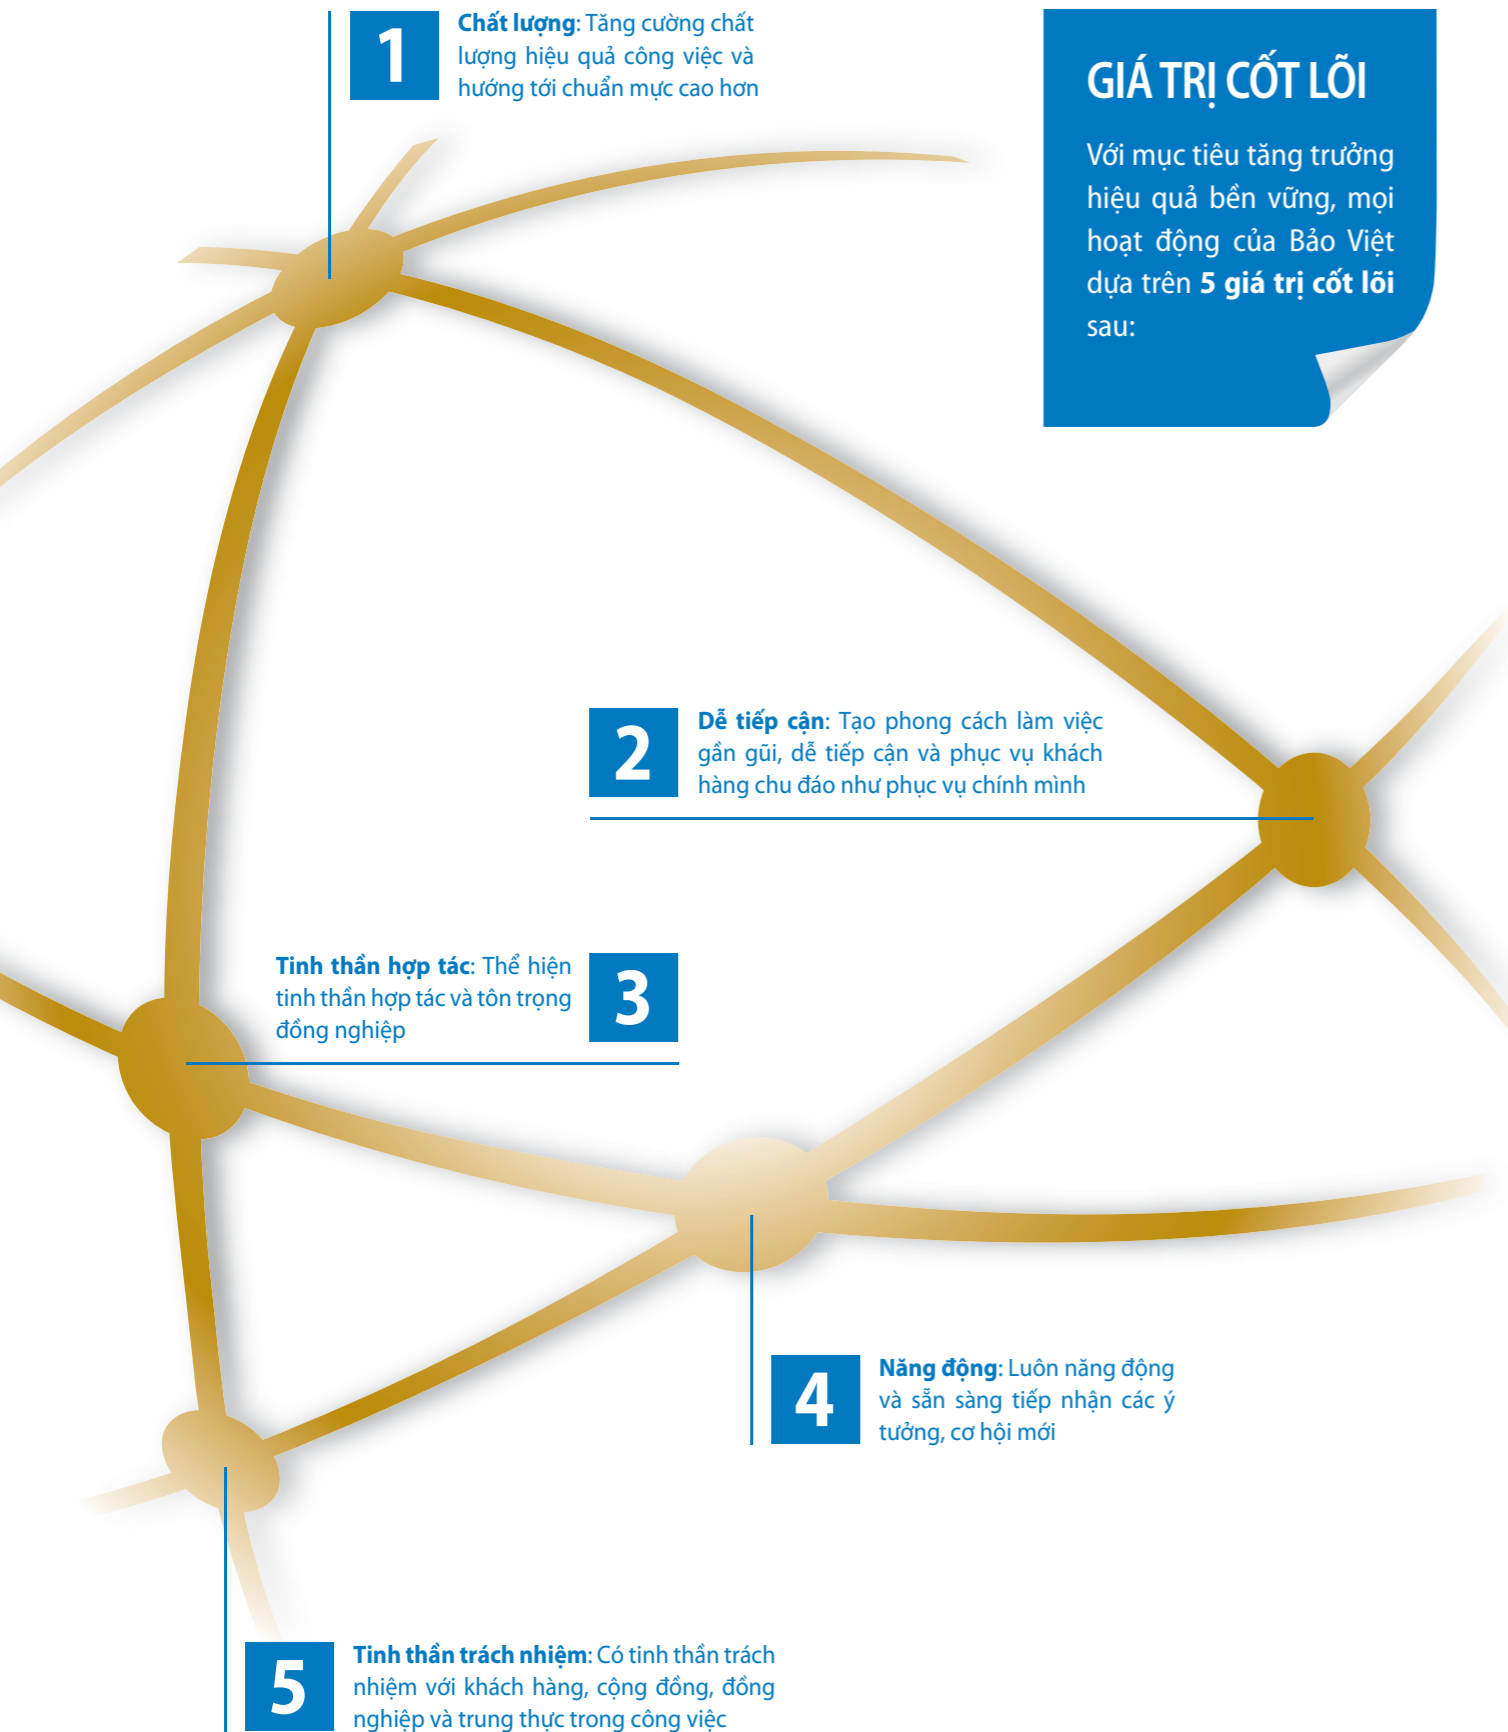 GIÁ TRỊ CỐT LÕI
Với mục tiêu tăng trưởng
hiệu quả bền vững, mọi
hoạt động của Bảo Việt
dựa trên 5 giá trị cốt lõi
sau:
1
Chất lượng: Tăng cường chất
lượng hiệu quả công việc và
hướng tới chuẩn mực cao hơn
2
Dễ tiếp cận: Tạo phong cách làm việc
gần gũi, dễ tiếp cận và phục vụ khách
hàng chu đáo như phục vụ chính mình
3
Tinh thần hợp tác: Thể hiện
tinh thần hợp tác và tôn trọng
đồng nghiệp
4
Năng động: Luôn năng động
và sẵn sàng tiếp nhận các ý
tưởng, cơ hội mới
5
Tinh thần trách nhiệm: Có tinh thần trách
nhiệm với khách hàng, cộng đồng, đồng
nghiệp và trung thực trong công việc